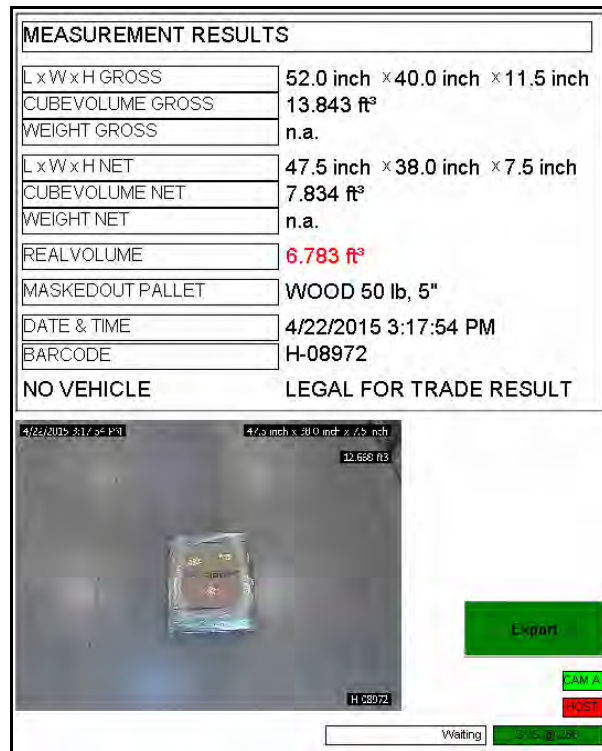 MEASUREMENT RESULTS
L x W x H GROSS 52.0 inch x 40.0 inch x 11.5 inch
CUBEVOLUME GROSS 13.843 ft³
WEIGHT GROSS n.a.
L x W x H NET 47.5 inch x 38.0 inch x 7.5 inch
CUBEVOLUME NET 7.834 ft³
WEIGHT NET n.a.
REALVOLUME 6.783 ft³
MASKEDOUT PALLET WOOD 50 lb, 5"
DATE & TIME 4/22/2015 3:17:54 PM
BARCODE H-08972
NO VEHICLE LEGAL FOR TRADE RESULT
4/22/2015 3:17:54 PM 47.5 inch x 38.0 inch x 7.5 inch
12.668 ft3
H-08972
Export
CAM A
HOST
Waiting